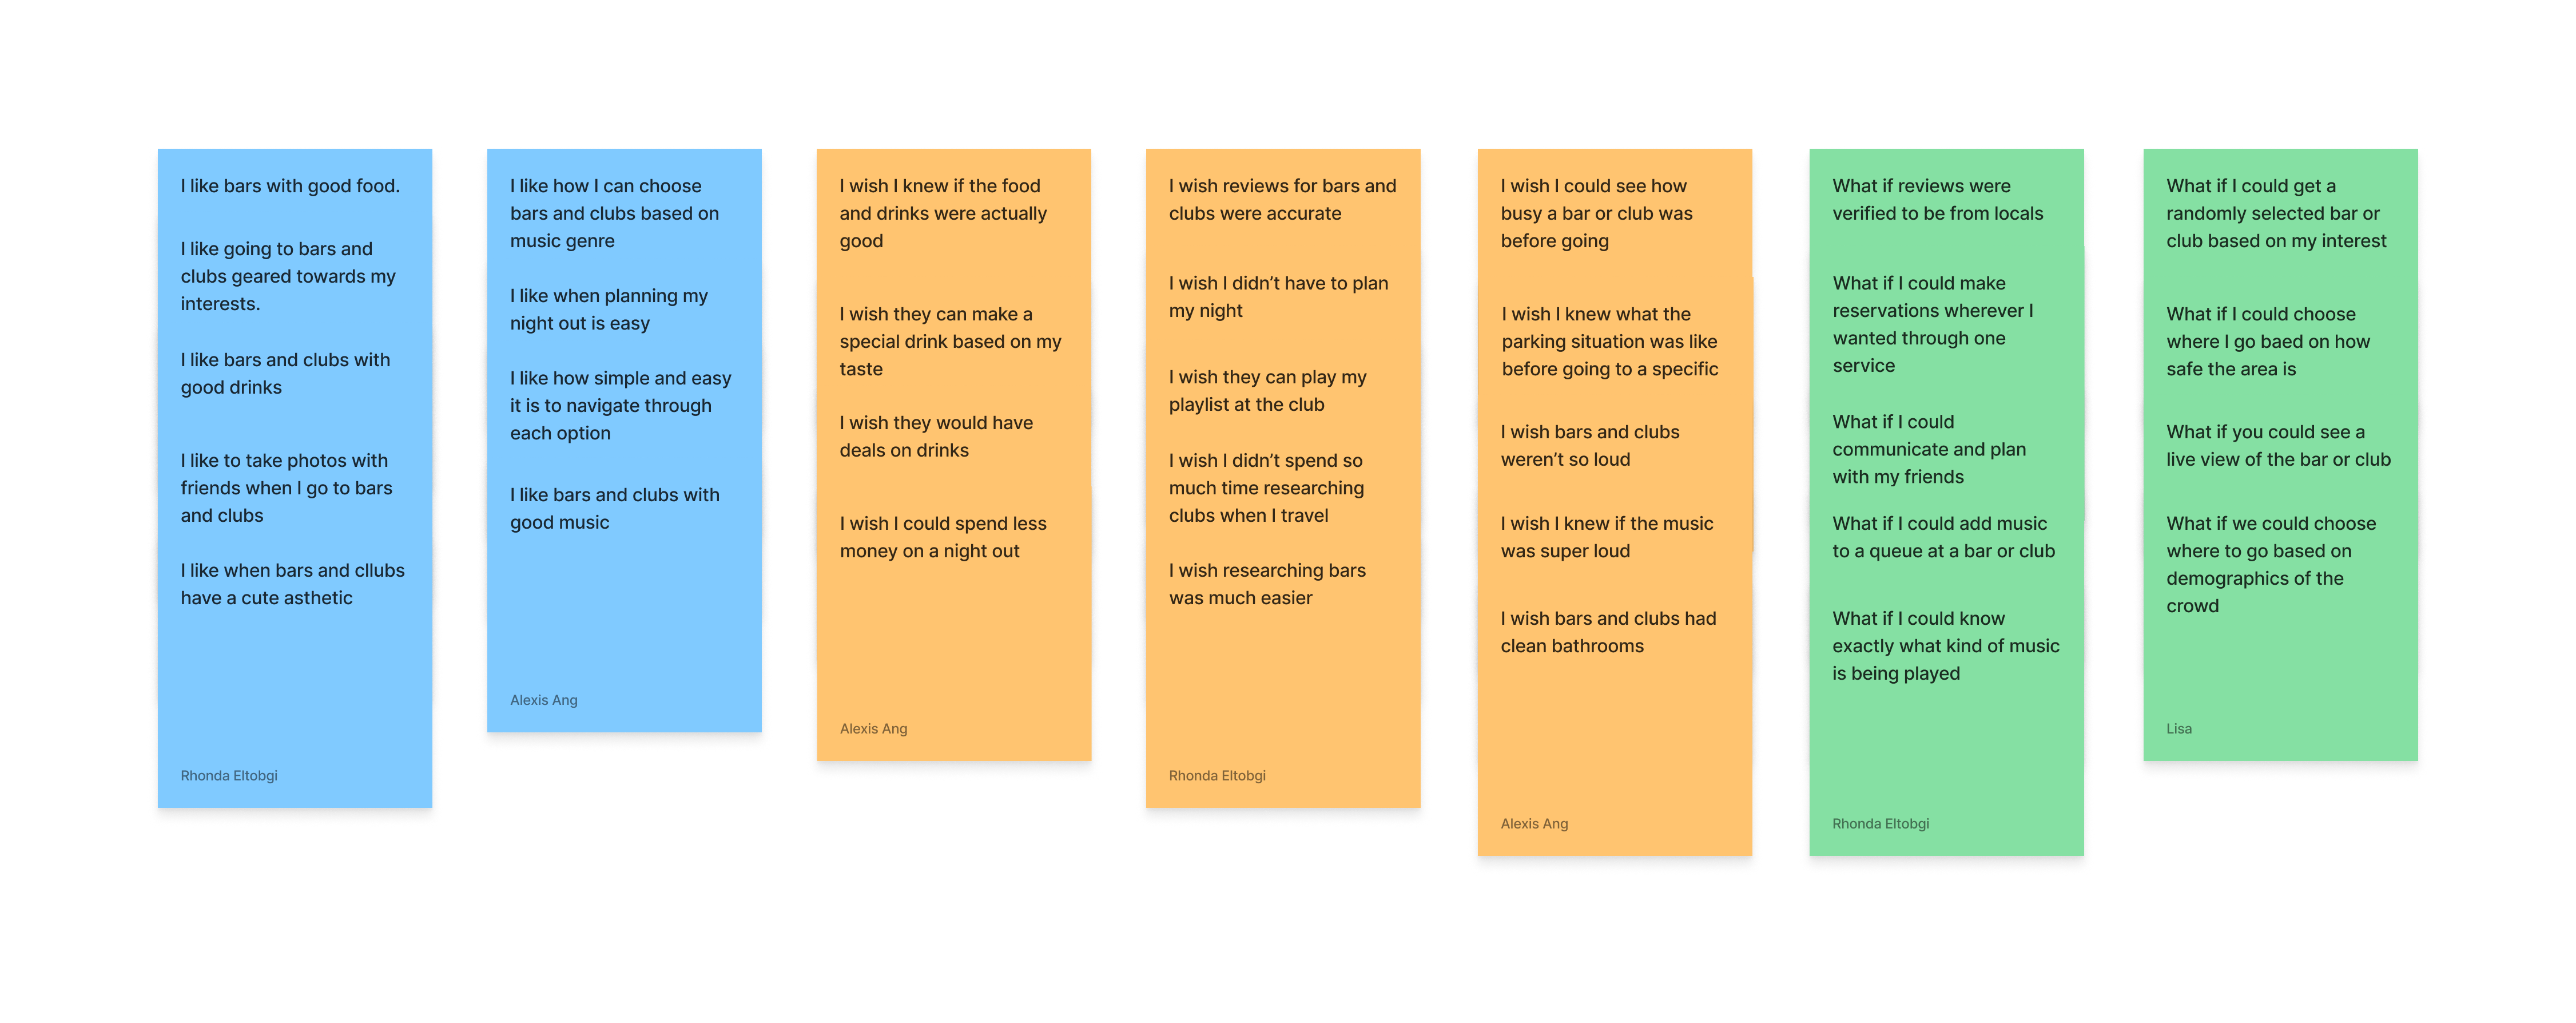 I like bars with good food.
I like going to bars and
clubs geared towards my
interests.
I like bars and clubs with
good drinks
I like to take photos with
friends when I go to bars
and clubs
I like when bars and cllubs
have a cute asthetic
Rhonda Eltobgi
I like how I can choose
bars and clubs based on
music genre
I like when planning my
night out is easy
I like how simple and easy
it is to navigate through
each option
I like bars and clubs with
good music
Alexis Ang
I wish I knew if the food
and drinks were actually
good
I wish they can make a
special drink based on my
taste
I wish they would have
deals on drinks
I wish I could spend less
money on a night out
Alexis Ang
I wish reviews for bars and
clubs were accurate
I wish I didn’t have to plan
my night
I wish they can play my
playlist at the club
I wish I didn’t spend so
much time researching
clubs when I travel
I wish researching bars
was much easier
Rhonda Eltobgi
I wish I could see how
busy a bar or club was
before going
I wish I knew what the
parking situation was like
before going to a specific
I wish bars and clubs
weren’t so loud
I wish I knew if the music
was super loud
I wish bars and clubs had
clean bathrooms
Alexis Ang
What if reviews were
verified to be from locals
What if I could make
reservations wherever I
wanted through one
service
What if I could
communicate and plan
with my friends
What if I could add music
to a queue at a bar or club
What if I could know
exactly what kind of music
is being played
Rhonda Eltobgi
What if I could get a
randomly selected bar or
club based on my interest
What if I could choose
where I go baed on how
safe the area is
What if you could see a
live view of the bar or club
What if we could choose
where to go based on
demographics of the
crowd
Lisa